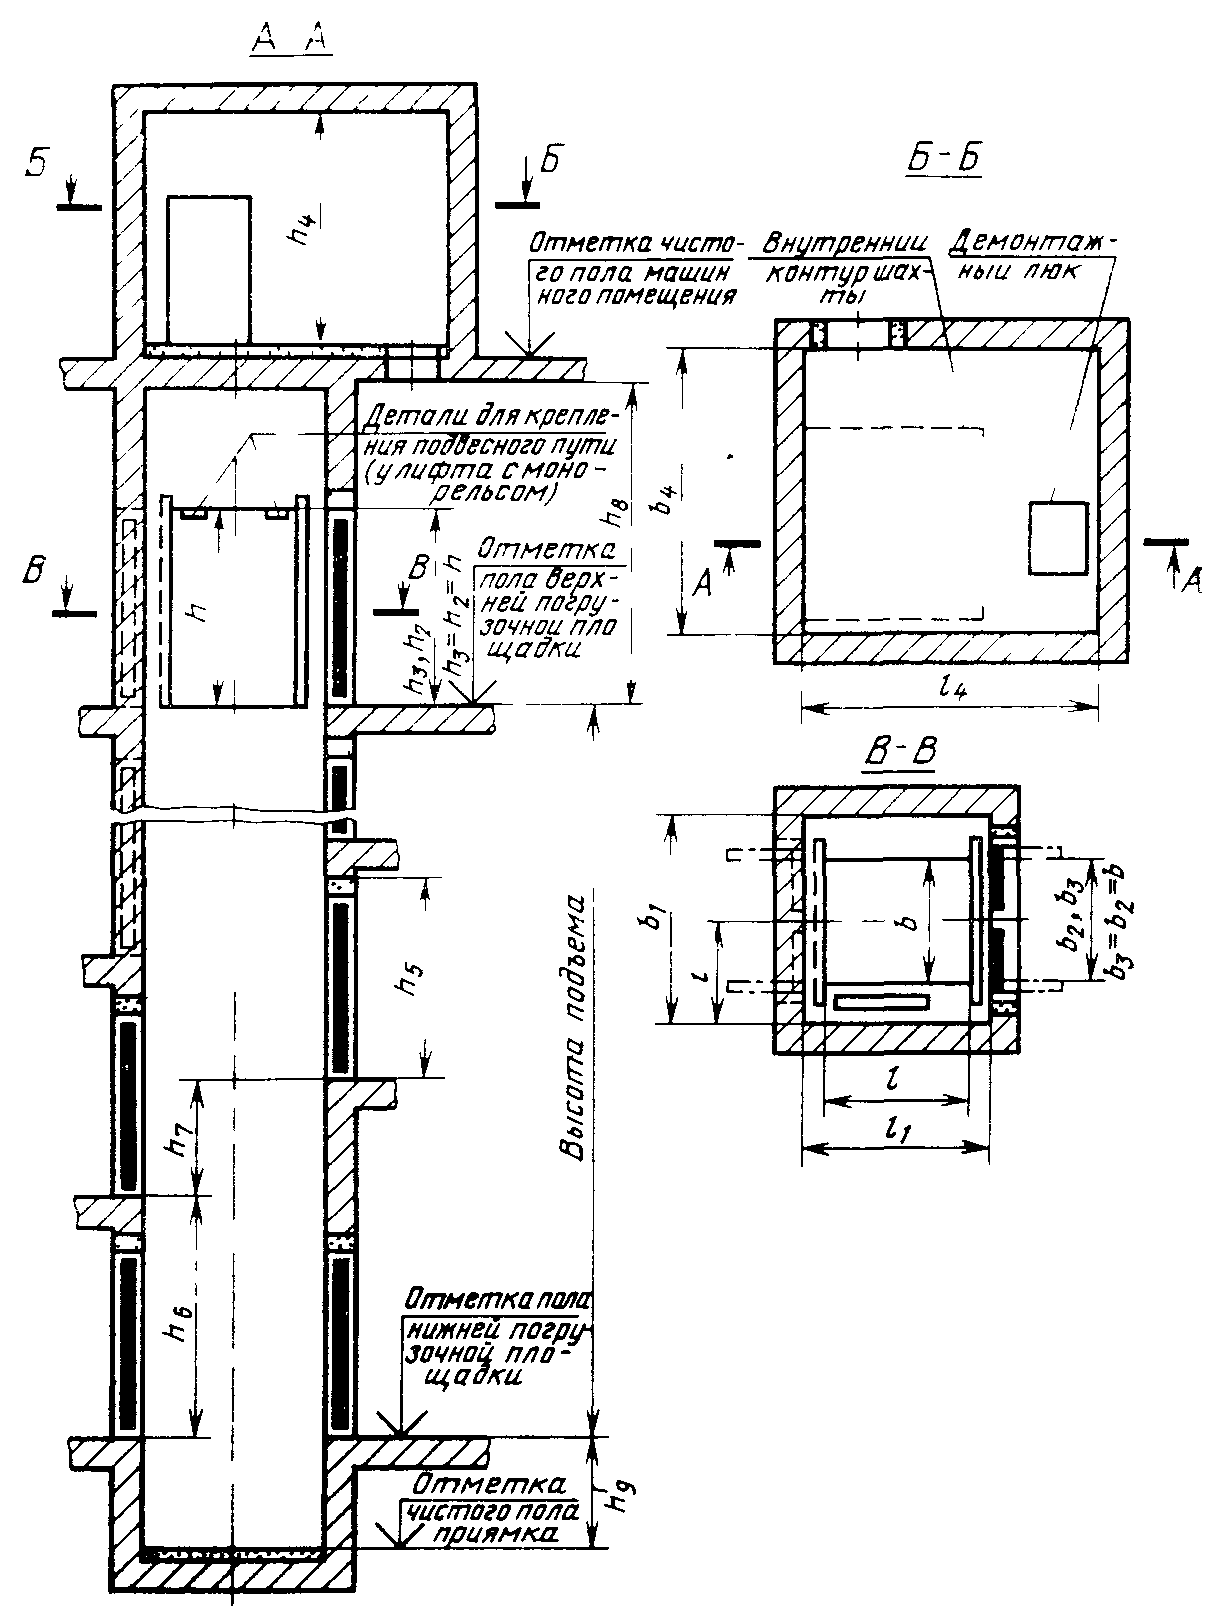 А А
Б
Б
h4
Отметка чисто-
го пола машин
ного помещения
Б-Б
Внутреннии
контур шах-
ты
Демонтаж-
ныи люк
b4
А
А
l4
Детали для крепле-
ния подвесного пути
(у лифта с моно-
рельсом)
h8
В
В
h
h3, h2
h3=h2=h
Отметка
пола верх-
ней погру-
зочной пло
щадки
В-В
b1
b
b2, b3
b3=b2=b
l
l1
h5
Высота подъема
h7
h6
Отметка пола
нижней погру-
зочной пло-
щадки
Отметка
чистого пола
приямка
h9